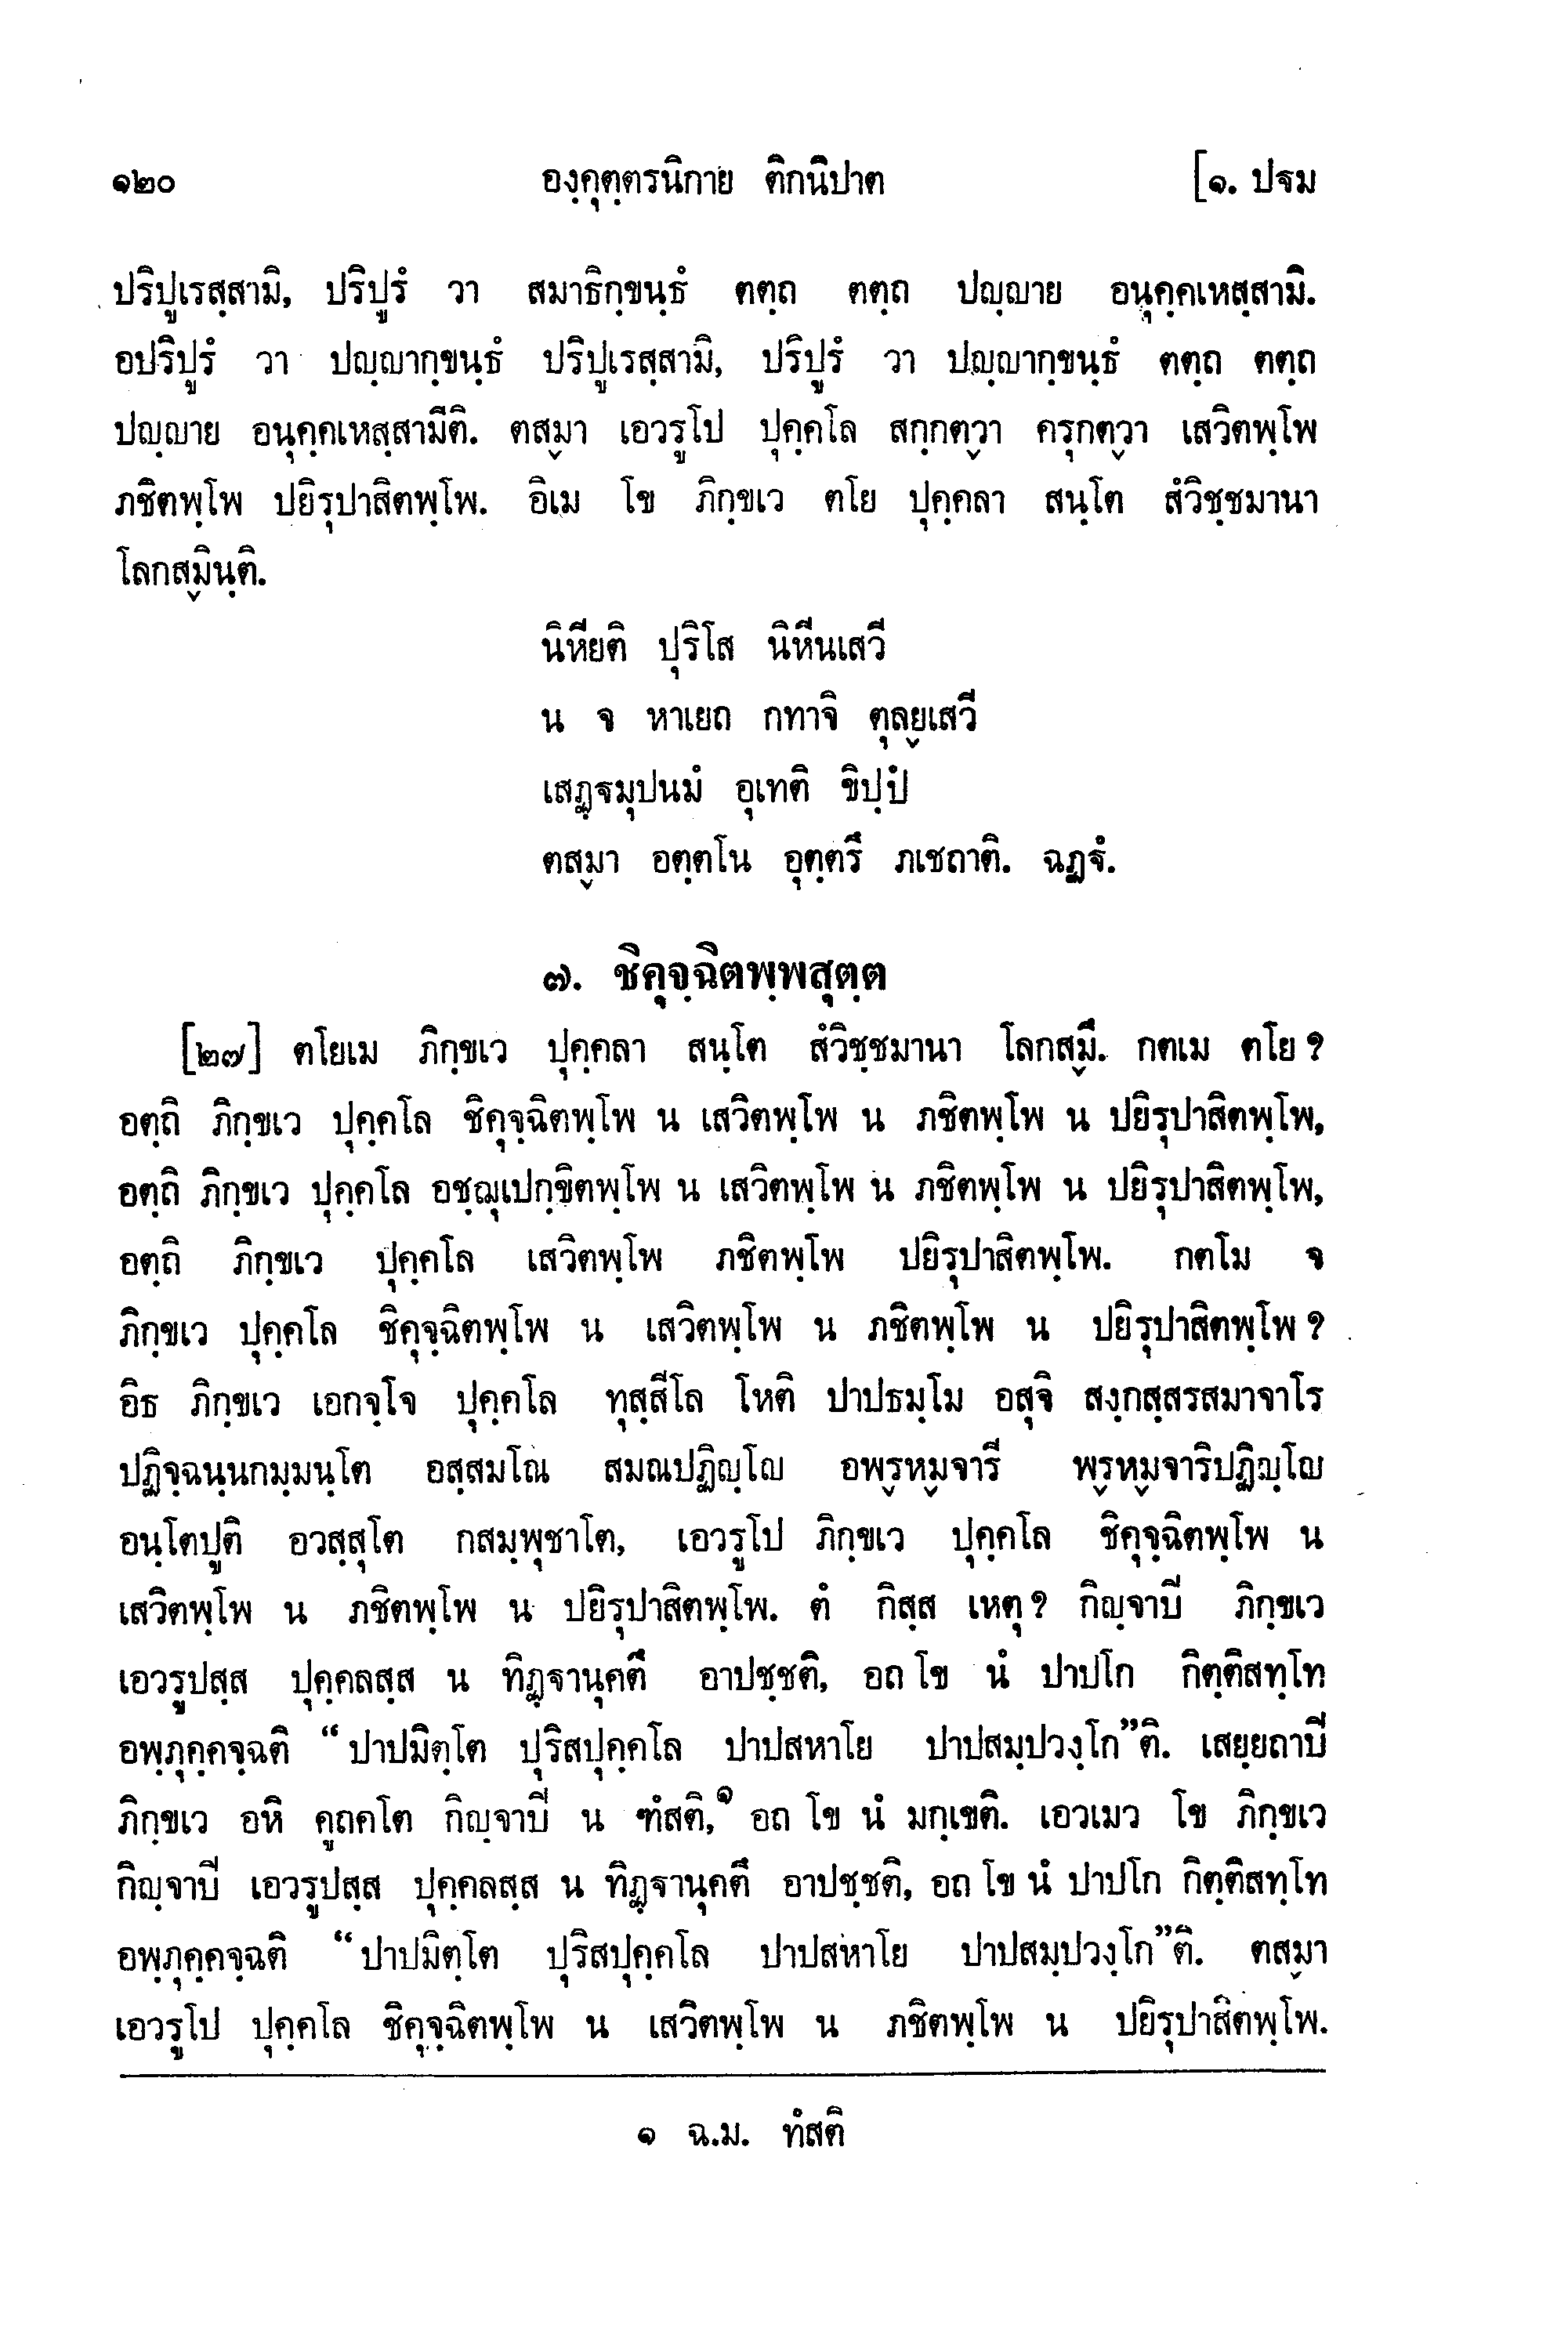 ๑๒๐ องฺคุตฺตรนิกาย ติกนิปาต [๑. ปฐม
ปริปูเรสฺสามิ, ปริปูรํ วา สมาธิกฺขนฺธํ ตตฺถ ตตฺถ ปญฺญาย อนุคฺคเหสฺสามิ.
อปริปูรํ วา ปญฺญากฺขนฺธํ ปริปูเรสฺสามิ, ปริปูรํ วา ปญฺญากฺขนฺธํ ตตฺถ ตตฺถ
ปญฺญาย อนุคฺคเหสฺสามีติ. ตสฺมา เอวรูโป ปุคฺคโล สกฺกตฺวา ครุกตฺวา เสวิตพฺโพ
ภชิตพฺโพ ปยิรุปาสิตพฺโพ. อิเม โข ภิกฺขเว ตโย ปุคฺคลา สนฺโต สํวิชฺชมานา
โลกสฺมินฺติ.
นิหียติ ปุริโส นิหีนเสวี
น จ หาเยถ กทาจิ ตุลฺยเสวี
เสฏฺฐมุปนมํ อุเทติ ขิปฺปํ
ตสฺมา อตฺตโน อุตฺตรึ ภเชถาติ. ฉฏฺฐํ.
๗. ชิคุจฺฉิตพฺพสุตฺต
[๒๗] ตโยเม ภิกฺขเว ปุคฺคลา สนฺโต สํวิชฺชมานา โลกสฺมึ. กตเม ตโย ?
อตฺถิ ภิกฺขเว ปุคฺคโล ชิคุจฺฉิตพฺโพ น เสวิตพฺโพ น ภชิตพฺโพ น ปยิรุปาสิตพฺโพ,
อตฺถิ ภิกฺขเว ปุคฺคโล อชฺฌุเปกฺขิตพฺโพ น เสวิตพฺโพ น ภชิตพฺโพ น ปยิรุปาสิตพฺโพ,
อตฺถิ ภิกฺขเว ปุคฺคโล เสวิตพฺโพ ภชิตพฺโพ ปยิรุปาสิตพฺโพ. กตโม จ
ภิกฺขเว ปุคฺคโล ชิคุจฺฉิตพฺโพ น เสวิตพฺโพ น ภชิตพฺโพ น ปยิรุปาสิตพฺโพ ?
อิธ ภิกฺขเว เอกจฺโจ ปุคฺคโล ทุสฺสีโล โหติ ปาปธมฺโม อสุจิ สงฺกสฺสรสมาจาโร
ปฏิจฺฉนฺนกมฺมนฺโต อสฺสมโณ สมณปฏิญฺโญ อพฺรหฺมจารี พฺรหฺมจาริปฏิญฺโญ
อนฺโตปูติ อวสฺสุโต กสมฺพุชาโต, เอวรูโป ภิกฺขเว ปุคฺคโล ชิคุจฺฉิตพฺโพ น
เสวิตพฺโพ น ภชิตพฺโพ น ปยิรุปาสิตพฺโพ. ตํ กิสฺส เหตุ ? กิญฺจาปิ ภิกฺขเว
เอวรูปสฺส ปุคฺคลสฺส น ทิฏฺฐานุคตึ อาปชฺชติ, อถ โข นํ ปาปโก กิตฺติสทฺโท
อพฺภุคฺคจฺฉติ “ปาปมิตฺโต ปุริสปุคฺคโล ปาปสหาโย ปาปสมฺปวงฺโก”ติ. เสยฺยถาปิ
ภิกฺขเว อหิ คูถคโต กิญฺจาปิ น ฑํสติ,๑ อถ โข นํ มกฺเขติ. เอวเมว โข ภิกฺขเว
กิญฺจาปิ เอวรูปสฺส ปุคฺคลสฺส น ทิฏฺฐานุคตึ อาปชฺชติ, อถ โข นํ ปาปโก กิตฺติสทฺโท
อพฺภุคฺคจฺฉติ “ปาปมิตฺโต ปุริสปุคฺคโล ปาปสหาโย ปาปสมฺปวงฺโก”ติ. ตสฺมา
เอวรูโป ปุคฺคโล ชิคุจฺฉิตพฺโพ น เสวิตพฺโพ น ภชิตพฺโพ น ปยิรุปาสิตพฺโพ.
๑ ฉ.ม. ทํสติ